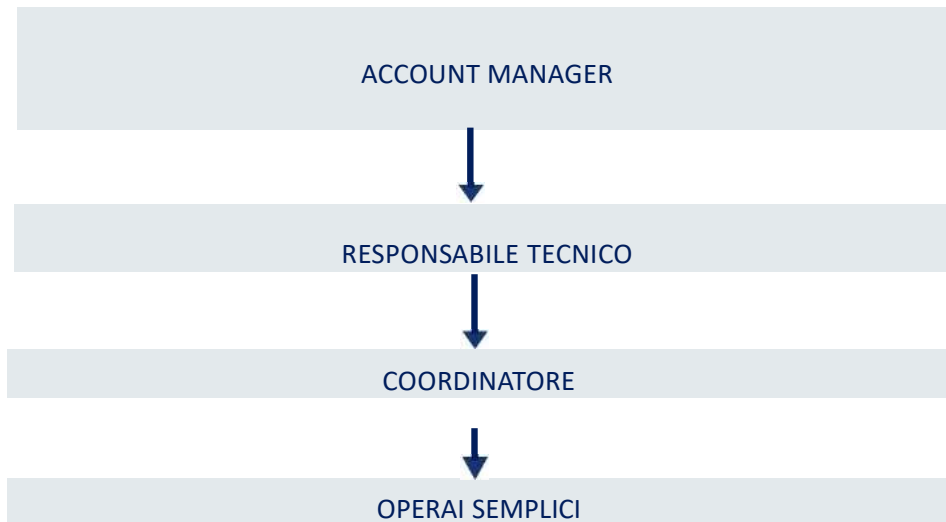 ACCOUNT MANAGER
RESPONSABILE TECNICO
COORDINATORE
OPERAI SEMPLICI